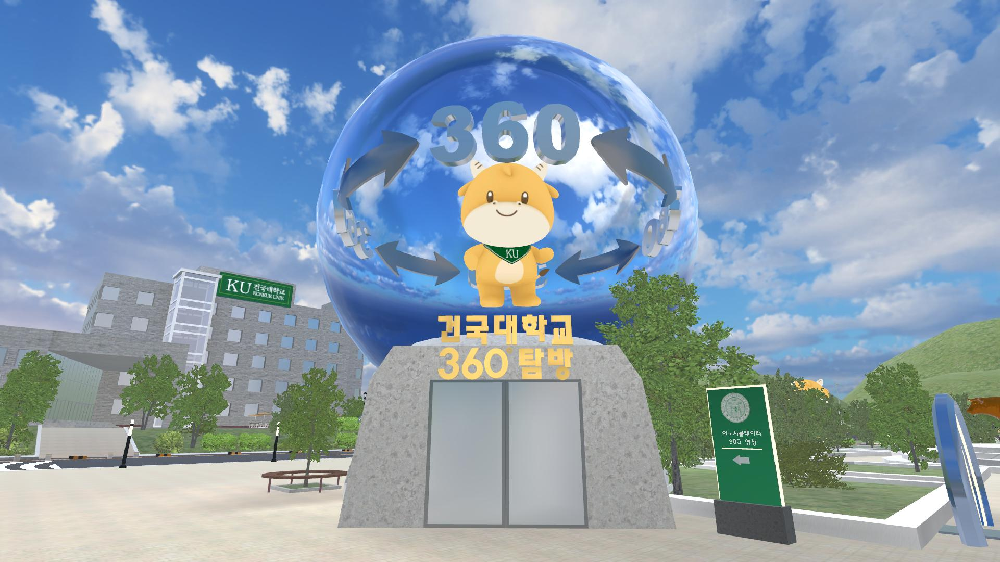 360
KU
건국대학교
360° 탐방
KU 건국대학교
KONKUK UNIV.
이노시뮬레이터
360° 영상